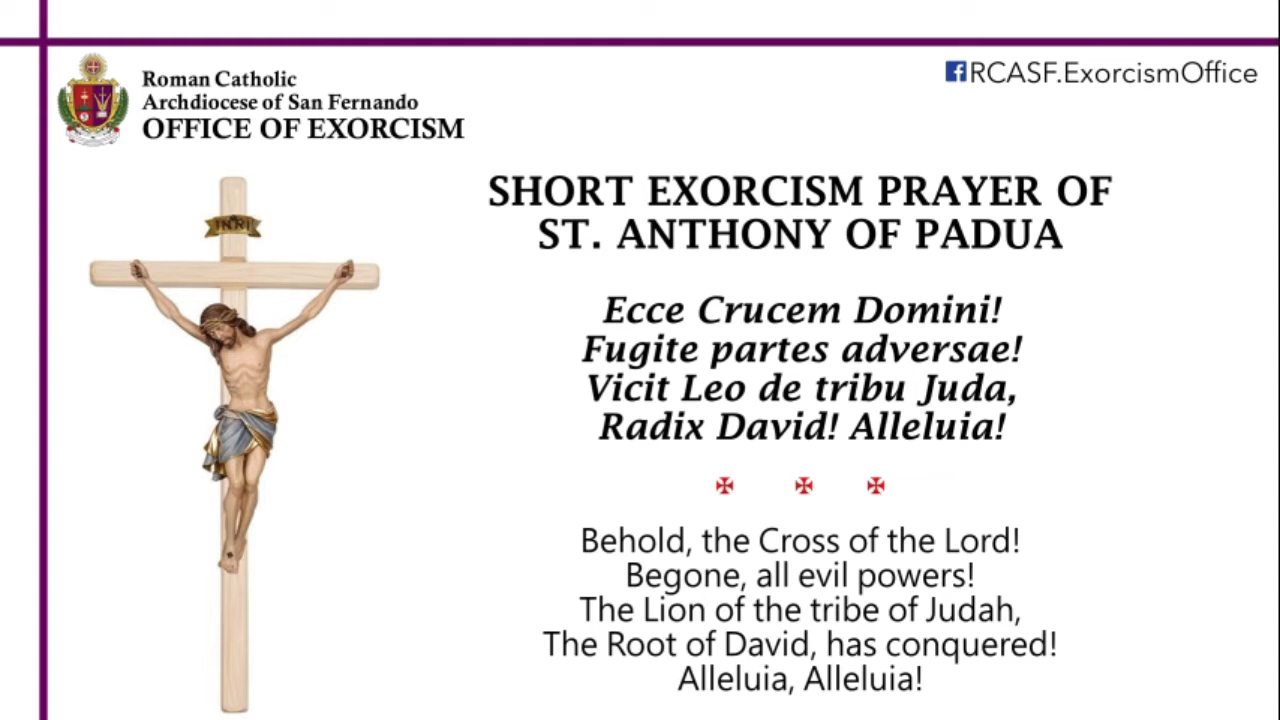 Roman Catholic
Archdiocese of San Fernando
OFFICE OF EXORCISM
RCASF.ExorcismOffice
INRI
SHORT EXORCISM PRAYER OF
ST. ANTHONY OF PADUA
Ecce Crucem Domini!
Fugite partes adversae!
Vicit Leo de tribu Juda,
Radix David! Alleluia!
Behold, the Cross of the Lord!
Begone, all evil powers!
The Lion of the tribe of Judah,
The Root of David, has conquered!
Alleluia, Alleluia!